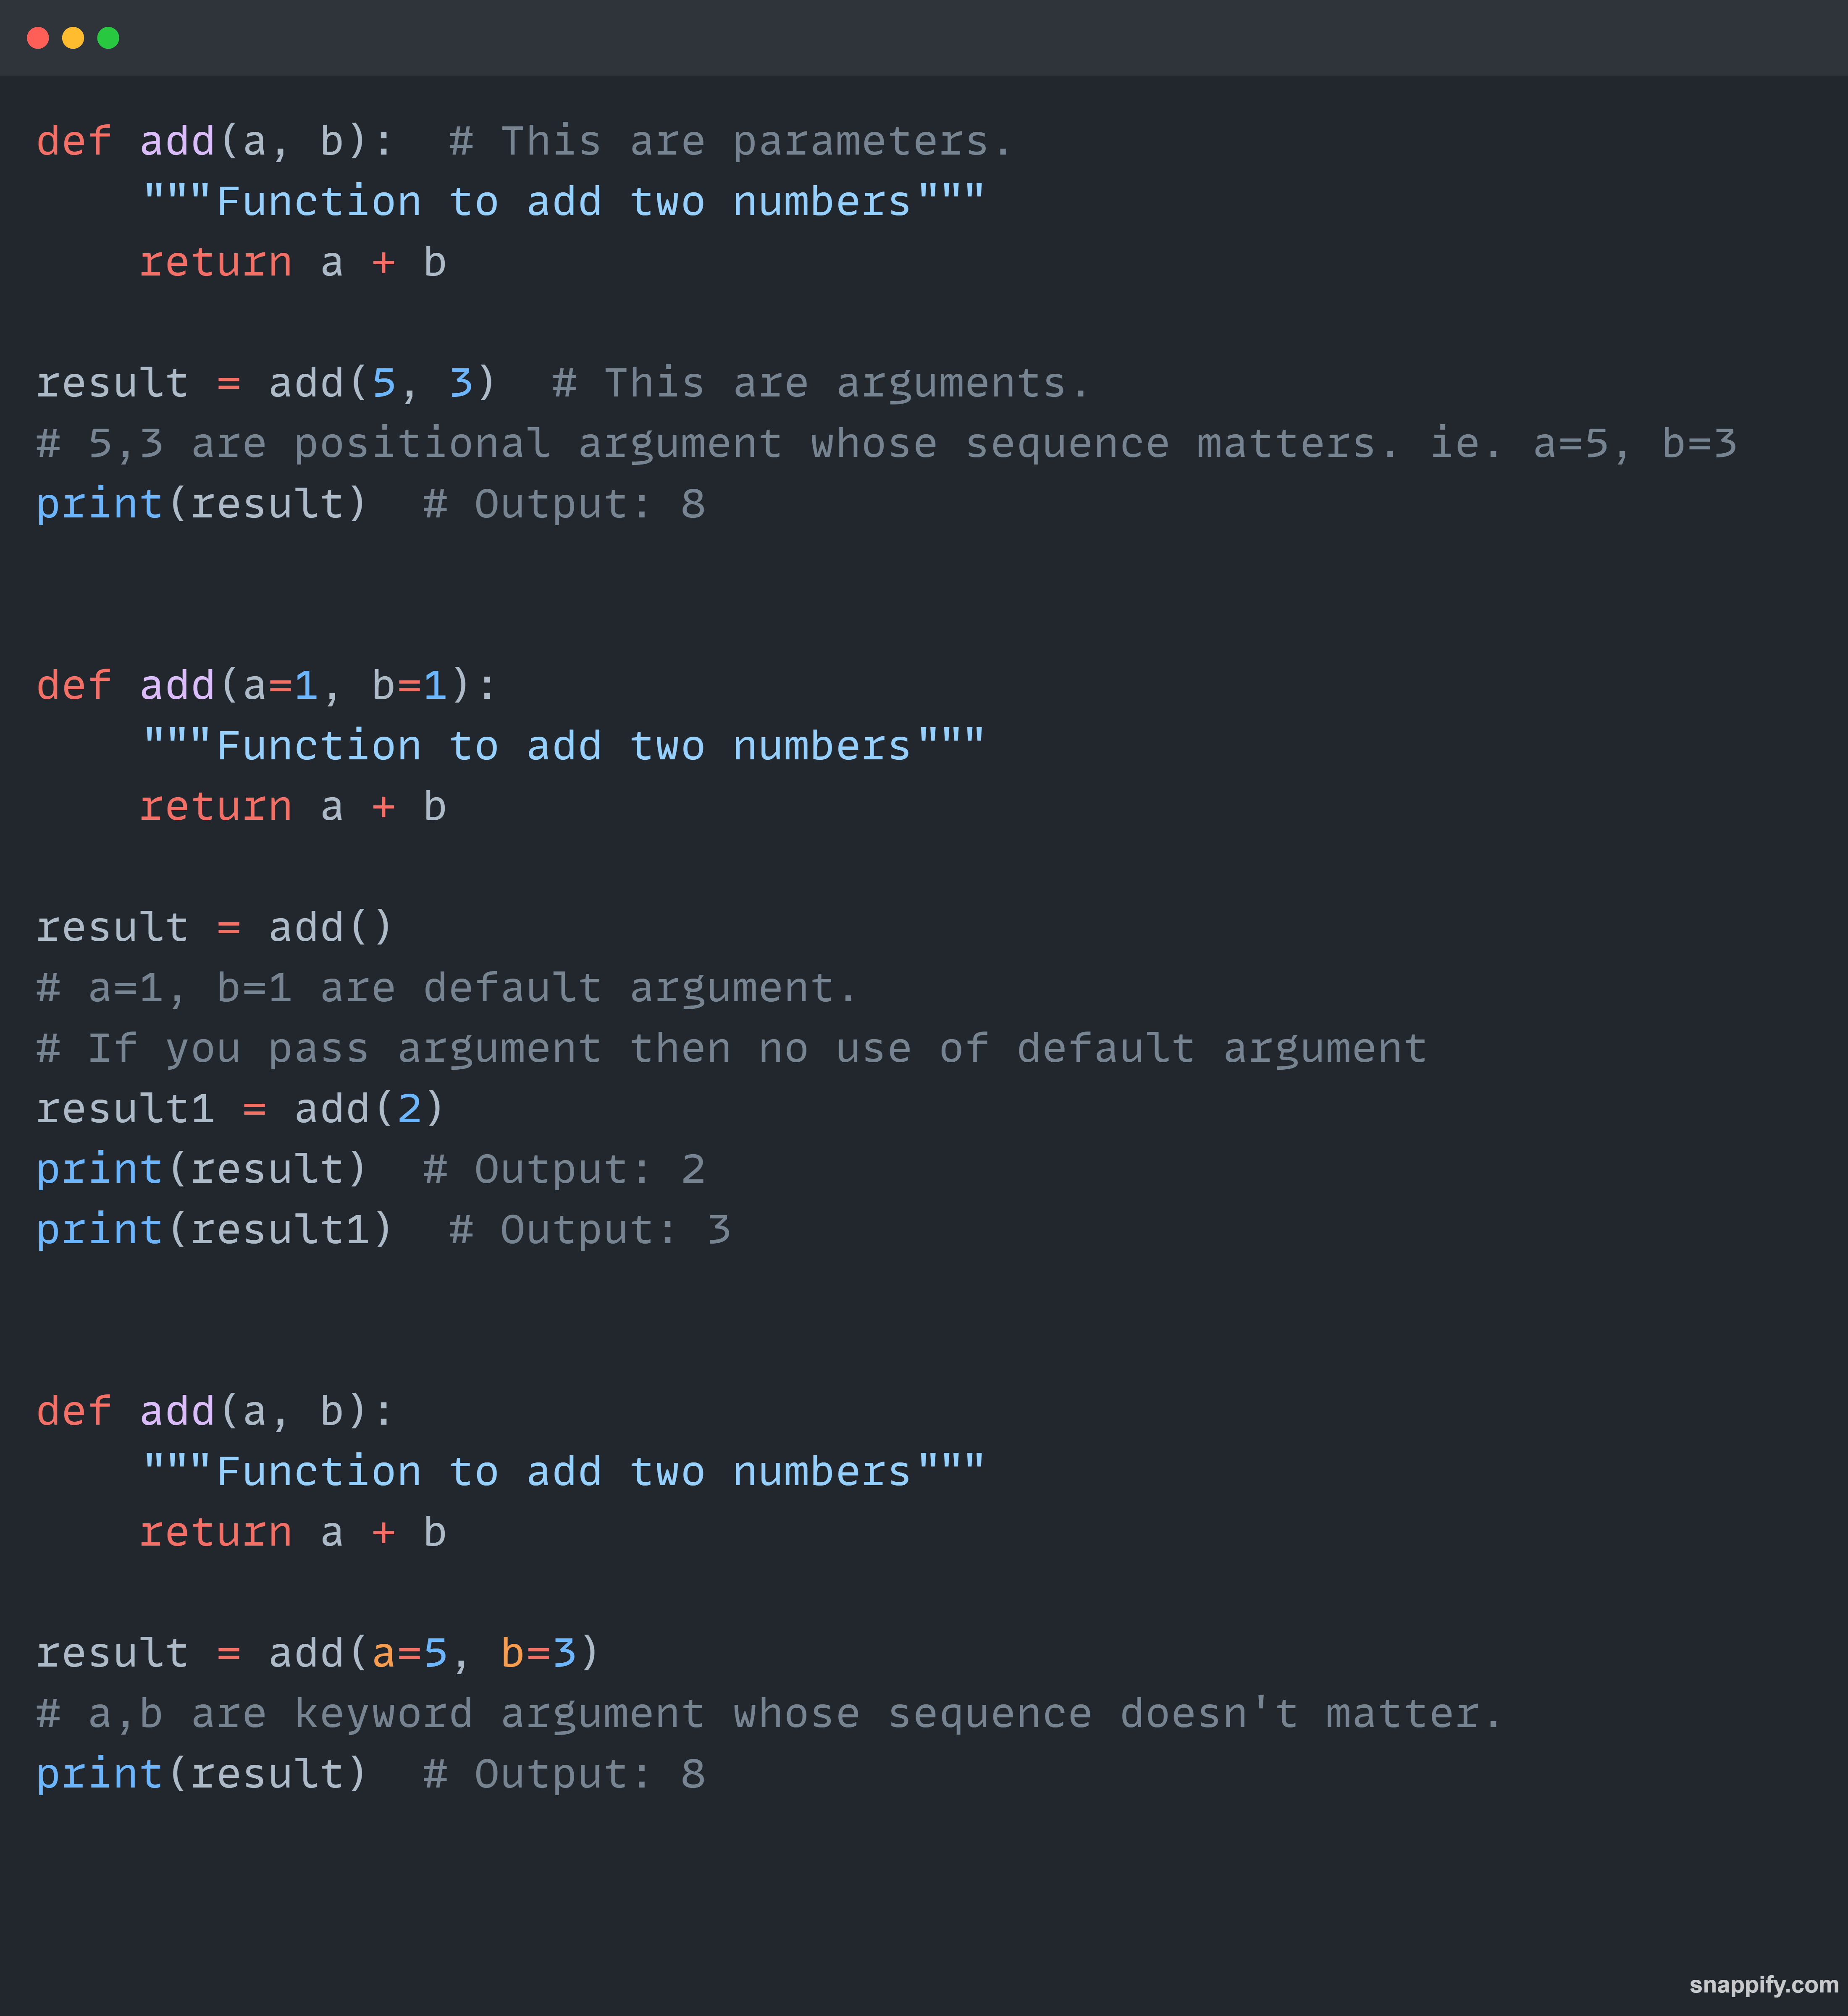 def add(a, b):  # This are parameters.
    """Function to add two numbers"""
    return a + b

result = add(5, 3)  # This are arguments.
# 5,3 are positional argument whose sequence matters. ie. a=5, b=3
print(result)  # Output: 8

def add(a=1, b=1):
    """Function to add two numbers"""
    return a + b

result = add()
# a=1, b=1 are default argument.
# If you pass argument then no use of default argument
result1 = add(2)
print(result)  # Output: 2
print(result1)  # Output: 3

def add(a, b):
    """Function to add two numbers"""
    return a + b

result = add(a=5, b=3)
# a,b are keyword argument whose sequence doesn't matter.
print(result)  # Output: 8

snappify.com